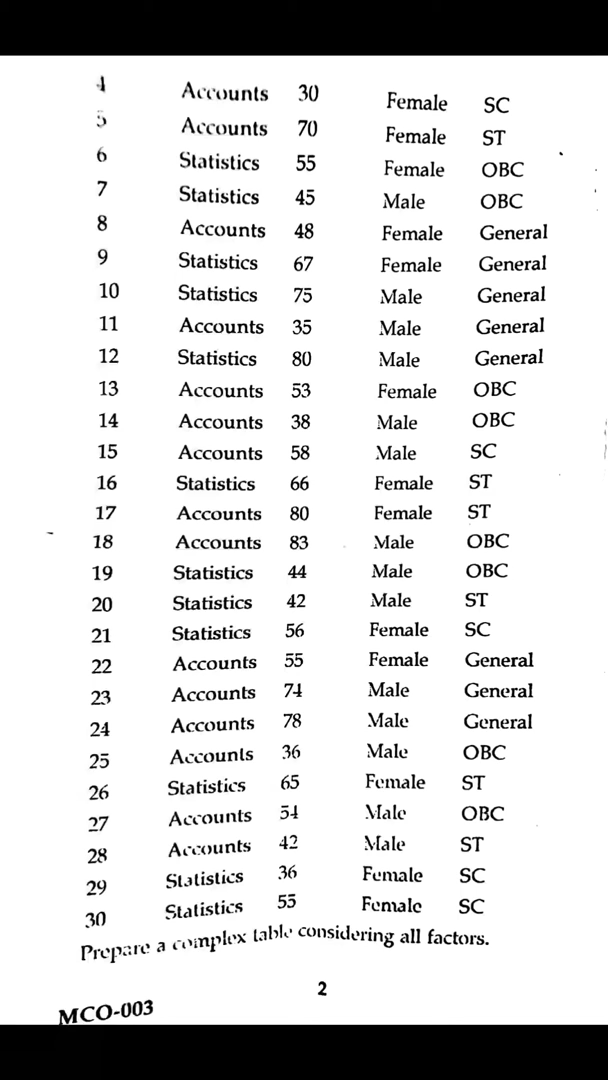 4 Accounts 30 Female SC
5 Accounts 70 Female ST
6 Statistics 55 Female OBC
7 Statistics 45 Male OBC
8 Accounts 48 Female General
9 Statistics 67 Female General
10 Statistics 75 Male General
11 Accounts 35 Male General
12 Statistics 80 Male General
13 Accounts 53 Female OBC
14 Accounts 38 Male OBC
15 Accounts 58 Male SC
16 Statistics 66 Female ST
17 Accounts 80 Female ST
18 Accounts 83 Male OBC
19 Statistics 44 Male OBC
20 Statistics 42 Male ST
21 Statistics 56 Female SC
22 Accounts 55 Female General
23 Accounts 74 Male General
24 Accounts 78 Male General
25 Accounts 36 Male OBC
26 Statistics 65 Female ST
27 Accounts 54 Male OBC
28 Accounts 42 Male ST
29 Statistics 36 Female SC
30 Statistics 55 Female SC
Prepare a complex table considering all factors.
2
MCO-003